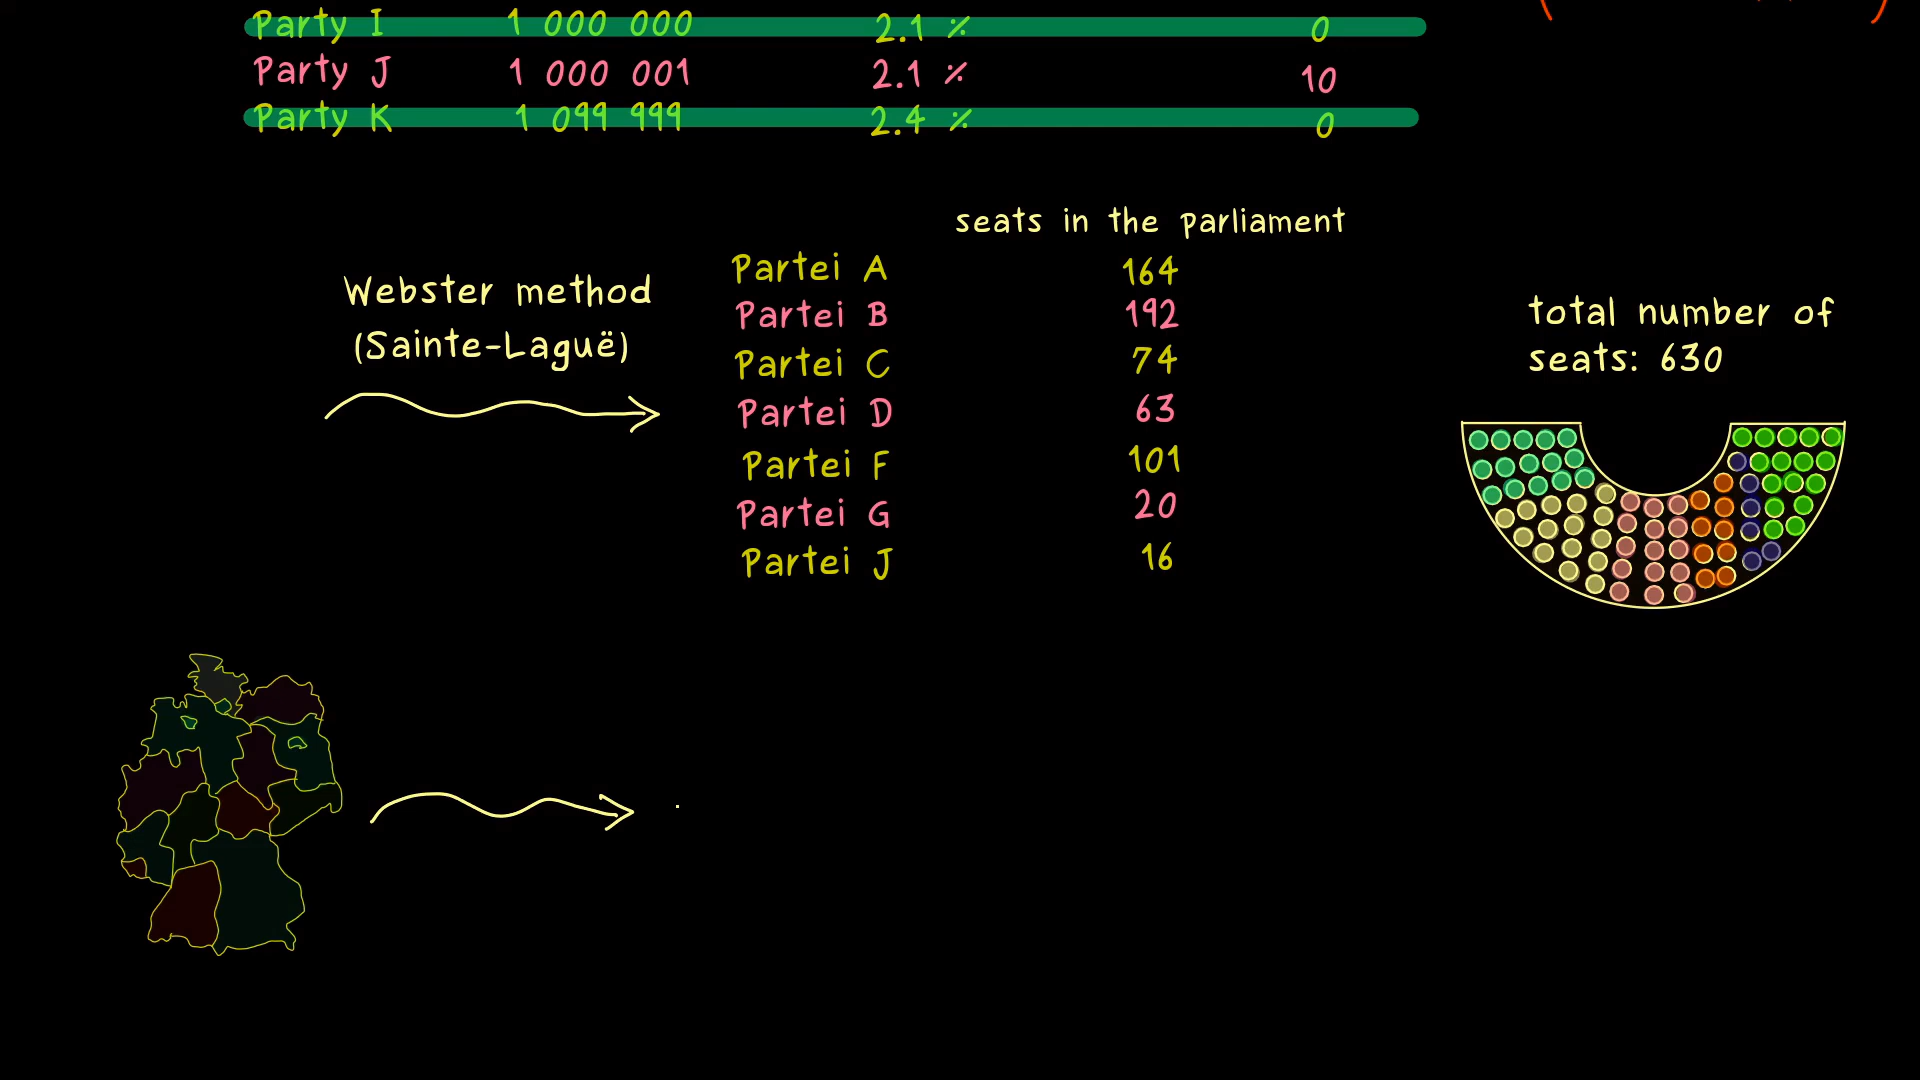 Party I 1 000 000 2.1 % 0
Party J 1 000 001 2.1 % 10
Party K 1 099 999 2.4 % 0
seats in the parliament
Webster method
(Sainte-Laguë)
Partei A 164
Partei B 192
Partei C 74
Partei D 63
Partei F 101
Partei G 20
Partei J 16
total number of
seats: 630